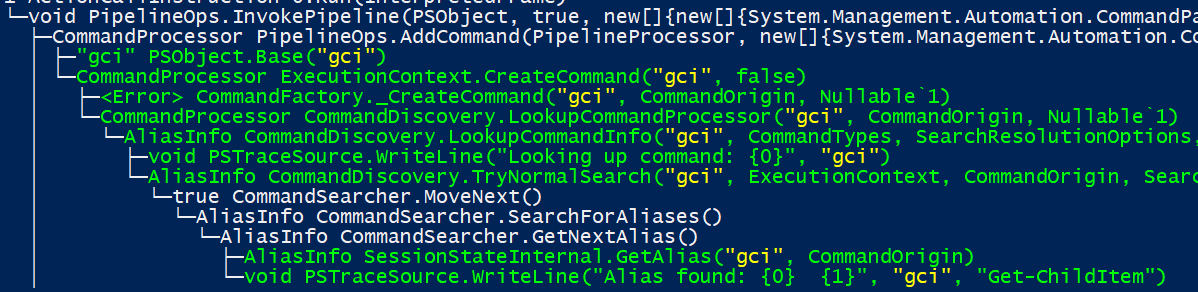 └─void PipelineOps.InvokePipeline(PSObject, true, new[]{new[]{System.Management.Automation.CommandPa
├─CommandProcessor PipelineOps.AddCommand(PipelineProcessor, new[]{System.Management.Automation.Co
│ ├─"gci" PSObject.Base("gci")
│ └─CommandProcessor ExecutionContext.CreateCommand("gci", false)
│ ├─<Error> CommandFactory._CreateCommand("gci", CommandOrigin, Nullable`1)
│ └─CommandProcessor CommandDiscovery.LookupCommandProcessor("gci", CommandOrigin, Nullable`1)
│ └─AliasInfo CommandDiscovery.LookupCommandInfo("gci", CommandTypes, SearchResolutionOptions,
│ ├─void PSTraceSource.WriteLine("Looking up command: {0}", "gci")
│ └─AliasInfo CommandDiscovery.TryNormalSearch("gci", ExecutionContext, CommandOrigin, Sear
│ └─true CommandSearcher.MoveNext()
│ └─AliasInfo CommandSearcher.SearchForAliases()
│ └─AliasInfo CommandSearcher.GetNextAlias()
│ ├─AliasInfo SessionStateInternal.GetAlias("gci", CommandOrigin)
│ └─void PSTraceSource.WriteLine("Alias found: {0}  {1}", "gci", "Get-ChildItem")